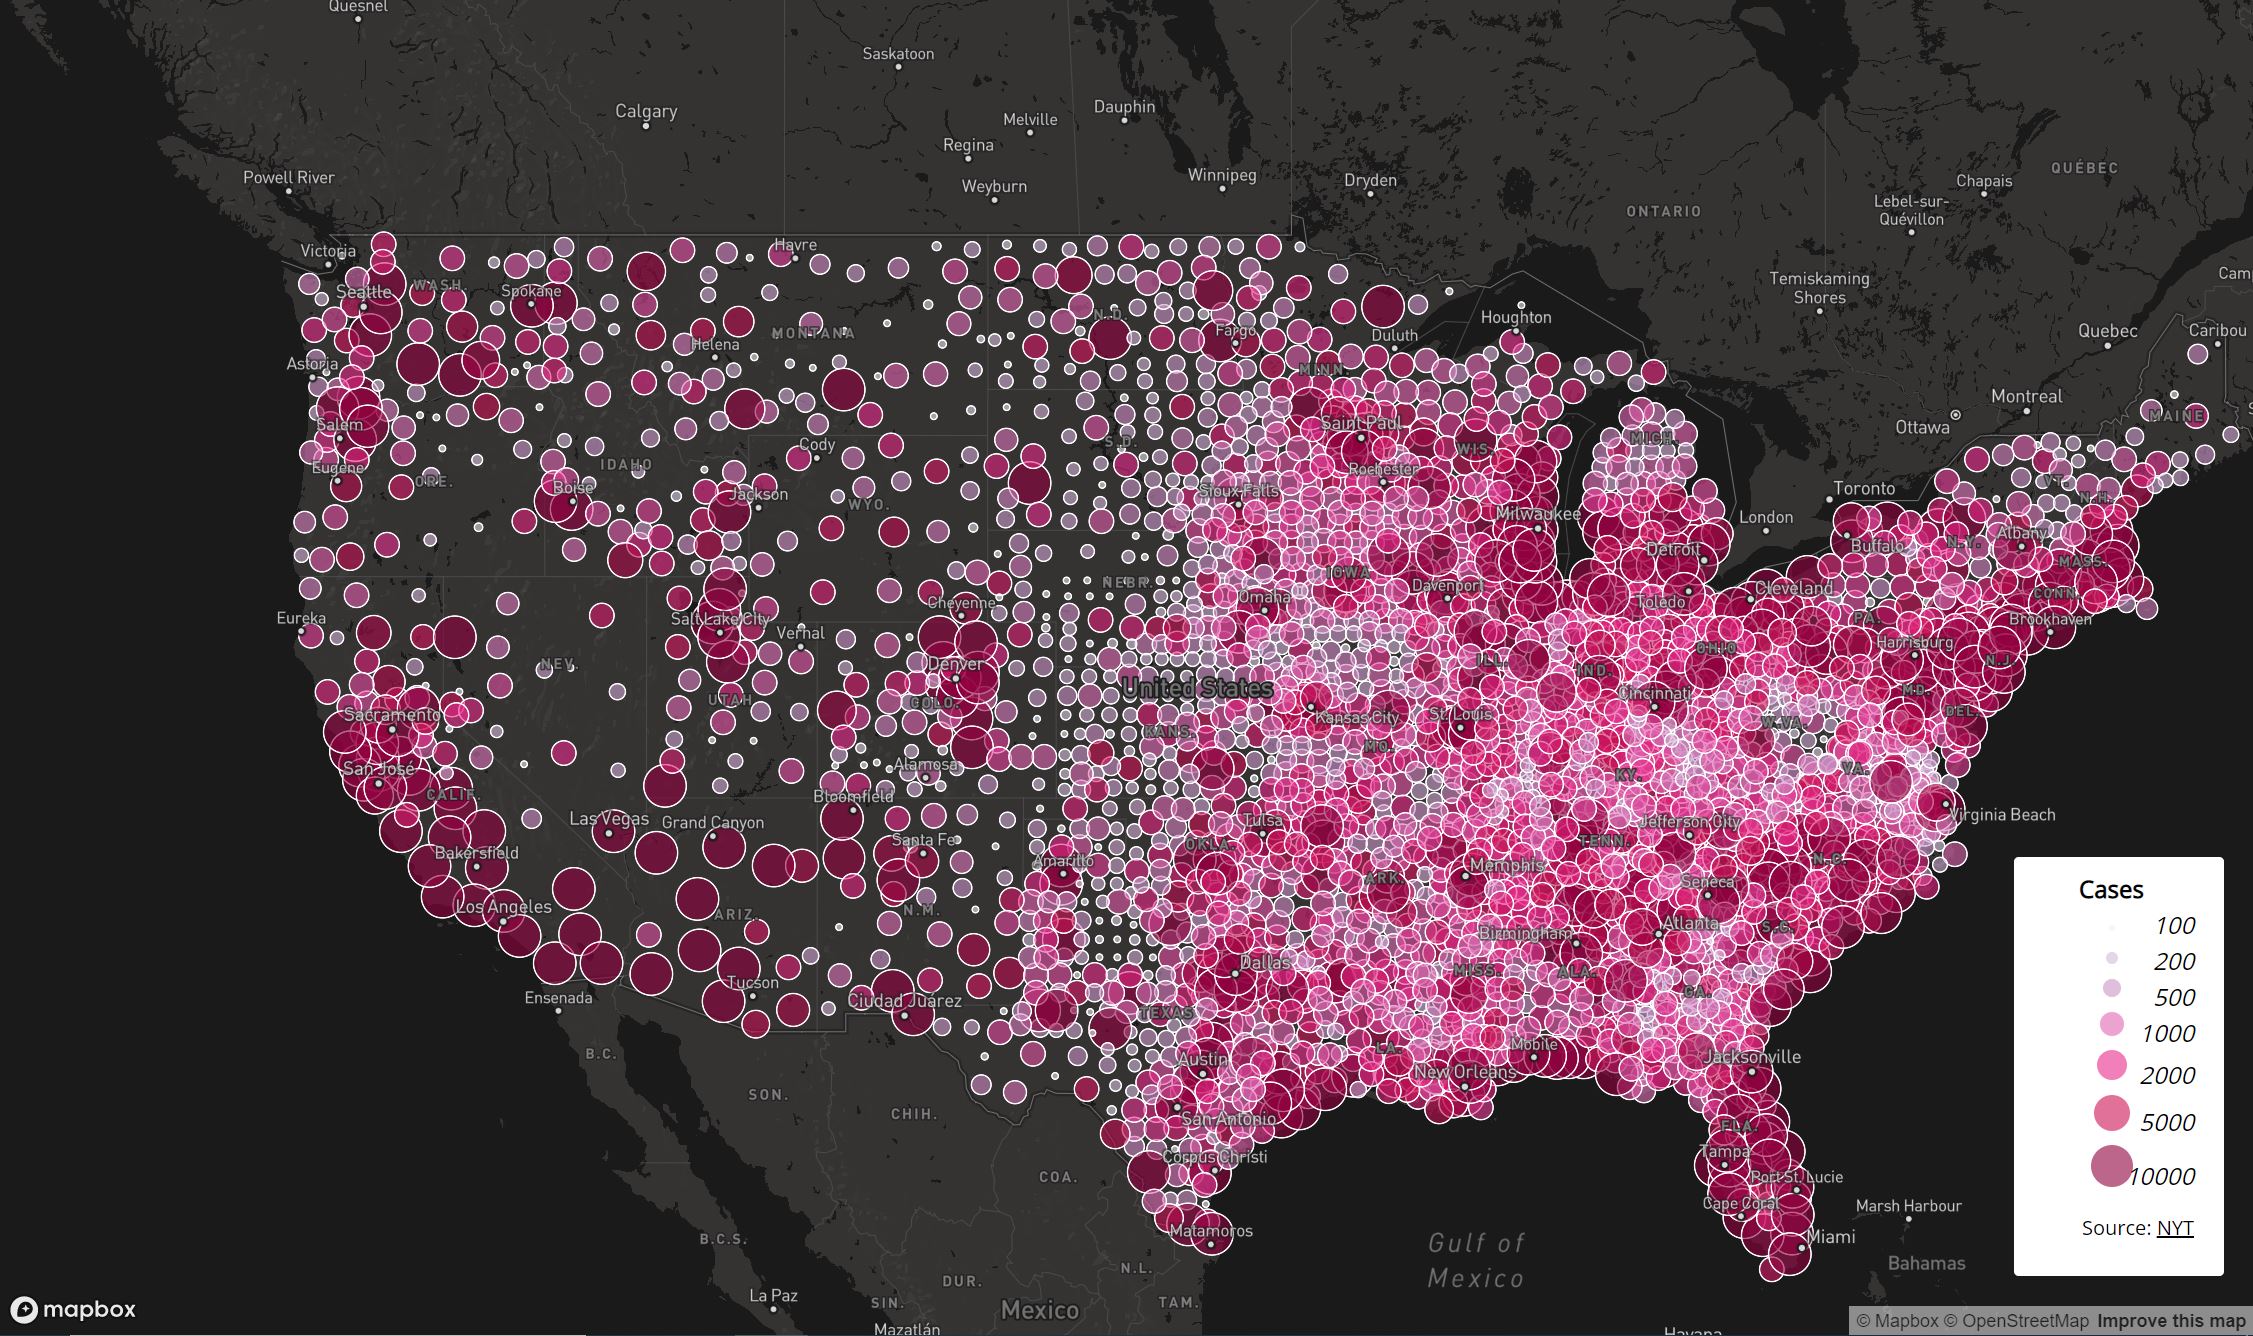 Quesnel
Saskatoon
Calgary
Dauphin
Melville
Regina
Winnipeg
Weyburn
Dryden
Powell River
QUÉBEC
Chapais
Lebel-sur-
Quévillon
ONTARIO
Victoria
Havre
Temiskaming
Shores
Cam
Seattle
WASH.
Spokane
N.D.
Houghton
Quebec
Caribou
MONTANA
Helena
Fargo
Duluth
Astoria
MINN.
Montreal
Ottawa
MAINE
Salem
Saint Paul
MICH.
Cody
S.D.
WIS.
Eugene
IDAHO
Rochester
ORE.
Boise
Jackson
WYO.
Sioux Falls
Toronto
VT.
N.H.
Milwaukee
London
Detroit
Buffalo
N.Y.
Albany
MASS.
IOWA
NEBR.
Davenport
Cleveland
CONN.
Eureka
Cheyenne
Omaha
Toledo
Salt Lake City
Vernal
PA.
Brookhaven
Harrisburg
NEV.
Denver
ILL.
IND.
OHIO
N.J.
UTAH
COLO.
United States
Cincinnati
MD.
Sacramento
Kansas City
St. Louis
DEL.
W.VA.
KANS.
MO.
San José
Alamosa
KY.
VA.
CALIF.
Bloomfield
Las Vegas
Grand Canyon
Tulsa
Jefferson City
Virginia Beach
Bakersfield
Santa Fe
OKLA.
TENN.
Amarillo
Memphis
N.C.
Los Angeles
ARIZ.
N.M.
ARK.
Seneca
Atlanta
Birmingham
S.C.
Dallas
MISS.
ALA.
Tucson
GA.
Ensenada
Ciudad Juárez
TEXAS
B.C.
Austin
LA.
Mobile
Jacksonville
New Orleans
SON.
CHIH.
San Antonio
FLA.
Tampa
Corpus Christi
COA.
Port St. Lucie
Cape Coral
Marsh Harbour
Matamoros
Miami
B.C.S.
Gulf of
Mexico
Bahamas
N.L.
DUR.
La Paz
SIN.
Mexico
TAM.
Mazatlán
Havana
Cases
100
200
500
1000
2000
5000
10000
Source: NYT
mapbox
© Mapbox © OpenStreetMap Improve this map